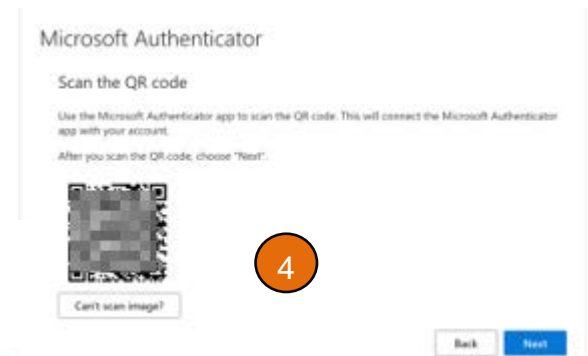 Microsoft Authenticator
Scan the QR code
Use the Microsoft Authenticator app to scan the QR code. This will connect the Microsoft Authenticator
app with your account.
After you scan the QR code, choose "Next".
4
Can't scan image?
Back
Next